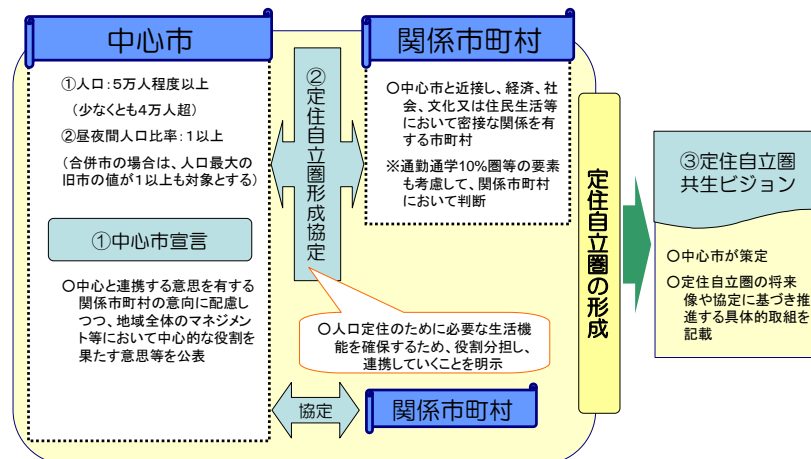 中心市
①人口：５万人程度以上
（少なくとも４万人超）
②昼夜間人口比率：１以上
（合併市の場合は、人口最大の
旧市の値が１以上も対象とする）
①中心市宣言
○中心と連携する意思を有する
関係市町村の意向に配慮し
つつ、地域全体のマネジメン
ト等において中心的な役割を
果たす意思等を公表
②定住自立圏形成協定
関係市町村
○中心市と近接し、経済、社
会、文化又は住民生活等
において密接な関係を有
する市町村
※通勤通学10%圏等の要素
も考慮して、関係市町村
において判断
○人口定住のために必要な生活機
能を確保するため、役割分担し、
連携していくことを明示
協定
関係市町村
定住自立圏の形成
③定住自立圏
共生ビジョン
○中心市が策定
○定住自立圏の将来
像や協定に基づき推
進する具体的取組を
記載